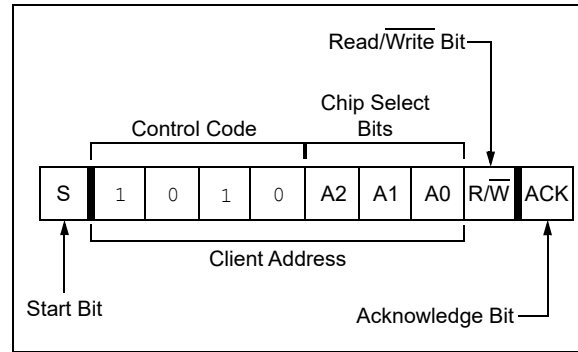 Read/Write Bit
Chip Select
Bits
Control Code
S 1 0 1 0 A2 A1 A0 R/W ACK
Client Address
Start Bit
Acknowledge Bit